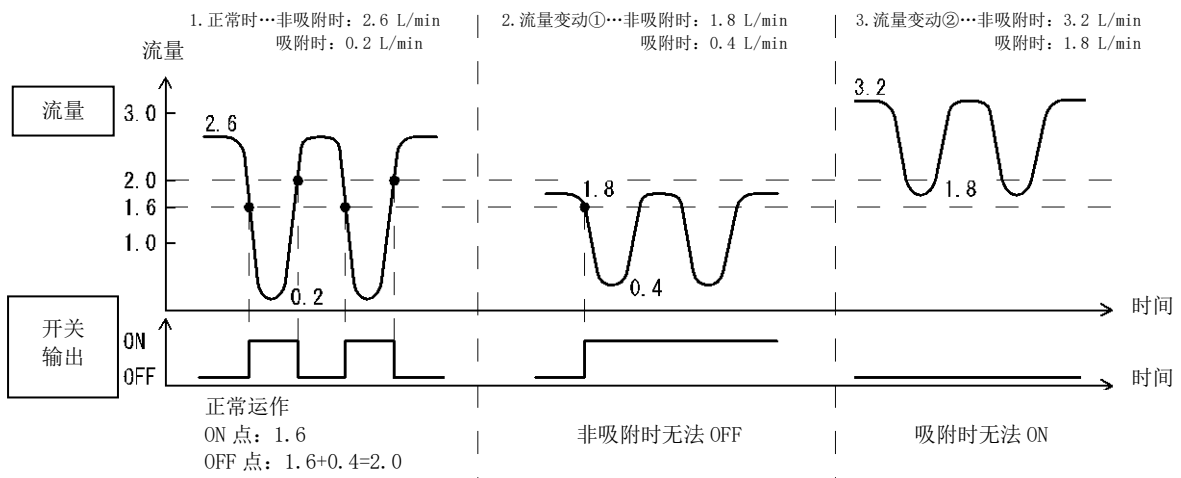 1.正常时…非吸附时：2.6 L/min
吸附时：0.2 L/min
2.流量变动①…非吸附时：1.8 L/min
吸附时：0.4 L/min
3.流量变动②…非吸附时：3.2 L/min
吸附时：1.8 L/min
流量
流量
3.0
2.0
1.6
1.0
2.6
0.2
1.8
0.4
3.2
1.8
时间
开关
输出
ON
OFF
时间
正常运作
ON 点：1.6
OFF 点：1.6+0.4=2.0
非吸附时无法 OFF
吸附时无法 ON